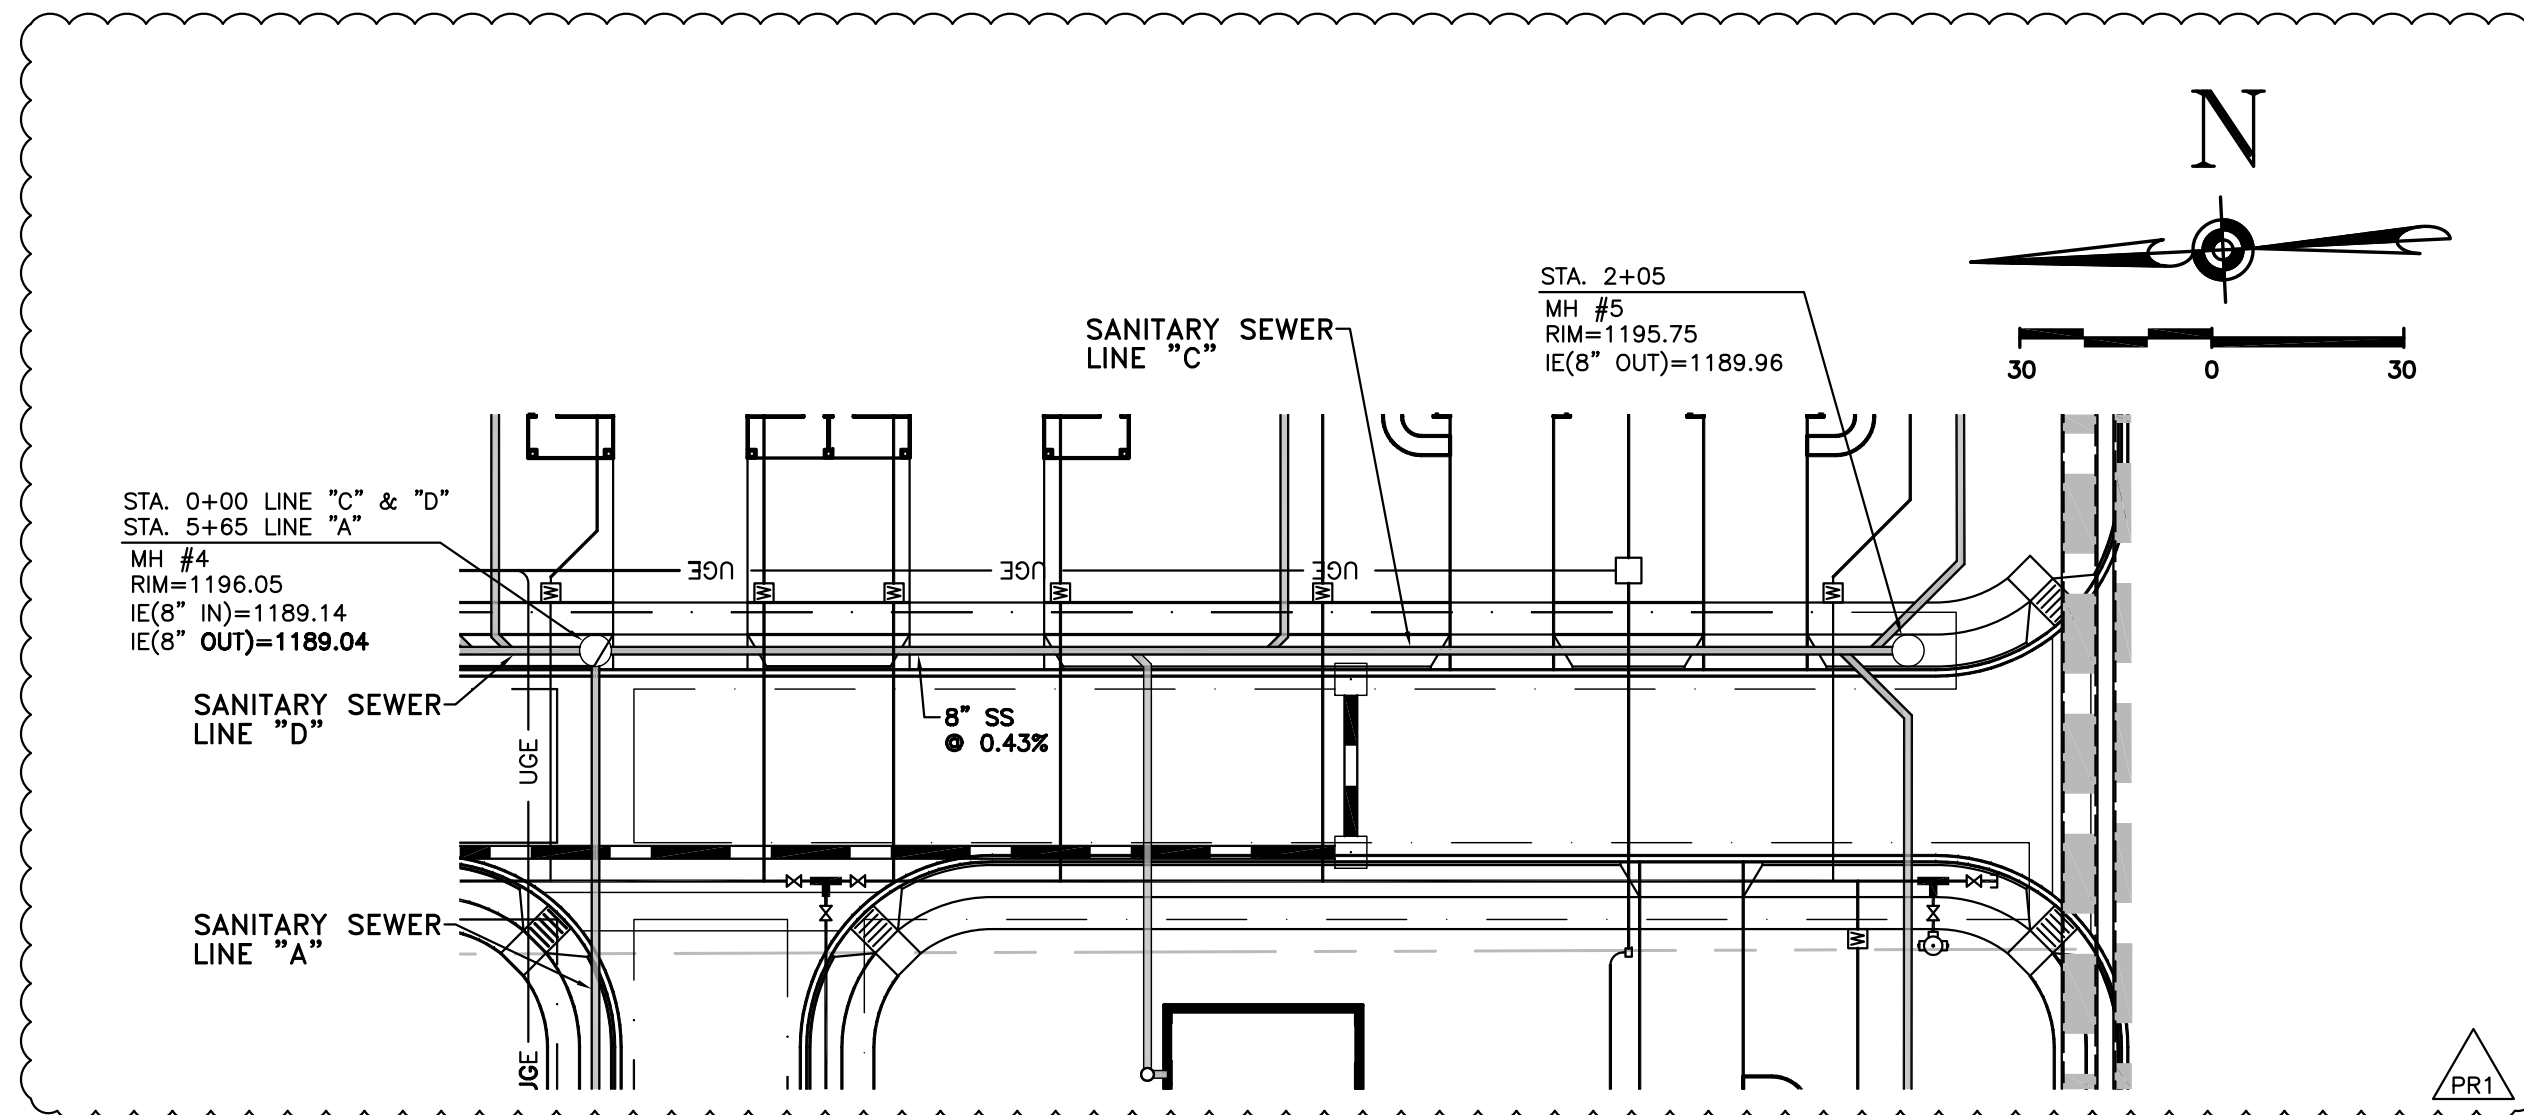 N
30 0 30
STA. 2+05
MH #5
RIM=1195.75
IE(8" OUT)=1189.96
SANITARY SEWER
LINE "C"
STA. 0+00 LINE "C" & "D"
STA. 5+65 LINE "A"
MH #4
RIM=1196.05
IE(8" IN)=1189.14
IE(8" OUT)=1189.04
UGE UGE UGE
W W W W W W
SANITARY SEWER
LINE "D"
8" SS
@ 0.43%
UGE
SANITARY SEWER
LINE "A"
W
UGE
PR1